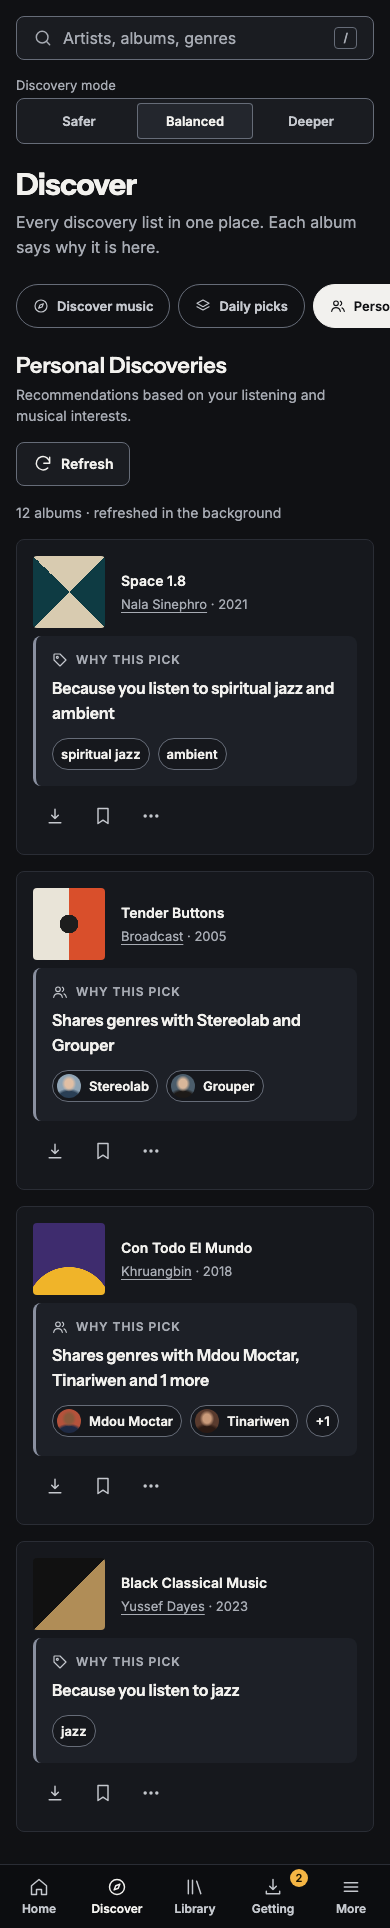 Artists, albums, genres /
Discovery mode
Safer Balanced Deeper
Discover
Every discovery list in one place. Each album
says why it is here.
Discover music Daily picks Perso
Personal Discoveries
Recommendations based on your listening and
musical interests.
Refresh
12 albums · refreshed in the background
Space 1.8
Nala Sinephro · 2021
WHY THIS PICK
Because you listen to spiritual jazz and
ambient
spiritual jazz ambient
Tender Buttons
Broadcast · 2005
WHY THIS PICK
Shares genres with Stereolab and
Grouper
Stereolab Grouper
Con Todo El Mundo
Khruangbin · 2018
WHY THIS PICK
Shares genres with Mdou Moctar,
Tinariwen and 1 more
Mdou Moctar Tinariwen +1
Black Classical Music
Yussef Dayes · 2023
WHY THIS PICK
Because you listen to jazz
jazz
2
Home Discover Library Getting More